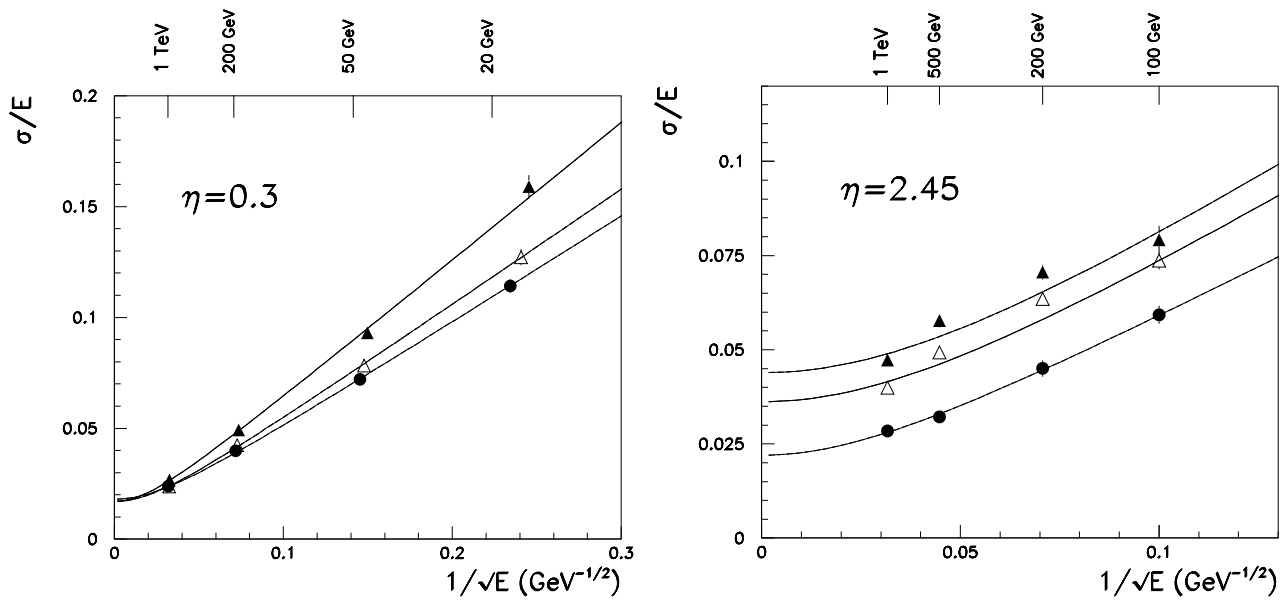 1 TeV
200 GeV
50 GeV
20 GeV
σ/E
0.2
0.15
0.1
0.05
0
η=0.3
0
0.1
0.2
0.3
1/√E (GeV⁻¹/²)
1 TeV
500 GeV
200 GeV
100 GeV
σ/E
0.1
0.075
0.05
0.025
0
η=2.45
0
0.05
0.1
1/√E (GeV⁻¹/²)